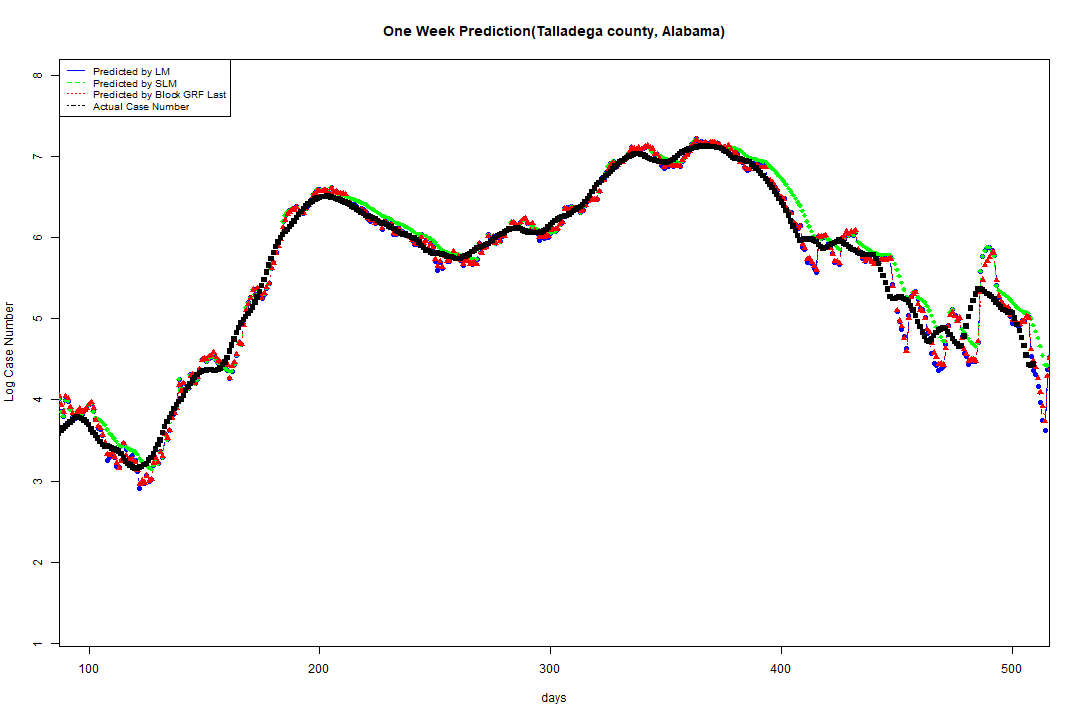 One Week Prediction(Talladega county, Alabama)
Predicted by LM
Predicted by SLM
Predicted by Block GRF Last
Actual Case Number
8
7
6
5
4
3
2
1
Log Case Number
100 200 300 400 500
days